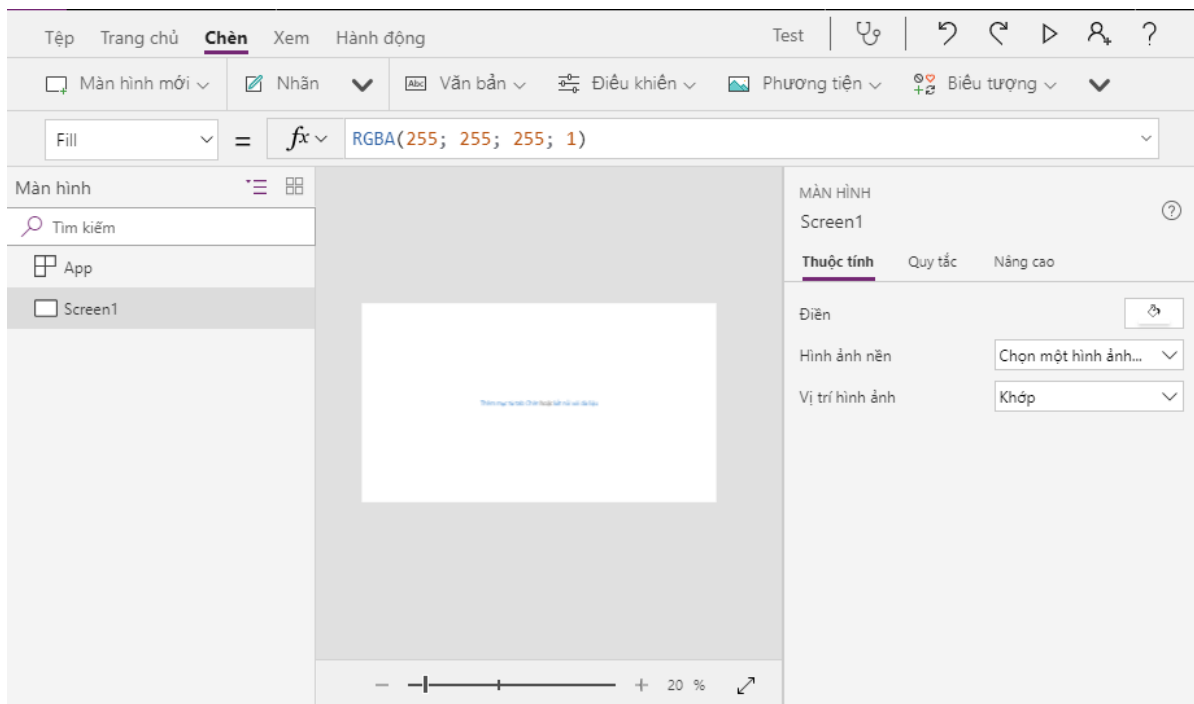 Tệp Trang chủ Chèn Xem Hành động Test
Màn hình mới Nhãn Abc Văn bản Điều khiển Phương tiện Biểu tượng
Fill = fx RGBA(255; 255; 255; 1)
Màn hình
Tìm kiếm
App
Screen1
MÀN HÌNH
Screen1
Thuộc tính Quy tắc Nâng cao
Điền
Hình ảnh nền Chọn một hình ảnh...
Vị trí hình ảnh Khớp
20 %